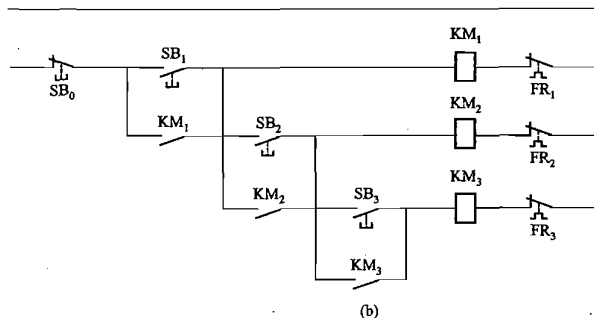 KM₁
SB₁
SB₀
FR₁
KM₂
KM₁
SB₂
FR₂
KM₃
KM₂
SB₃
FR₃
KM₃
(b)